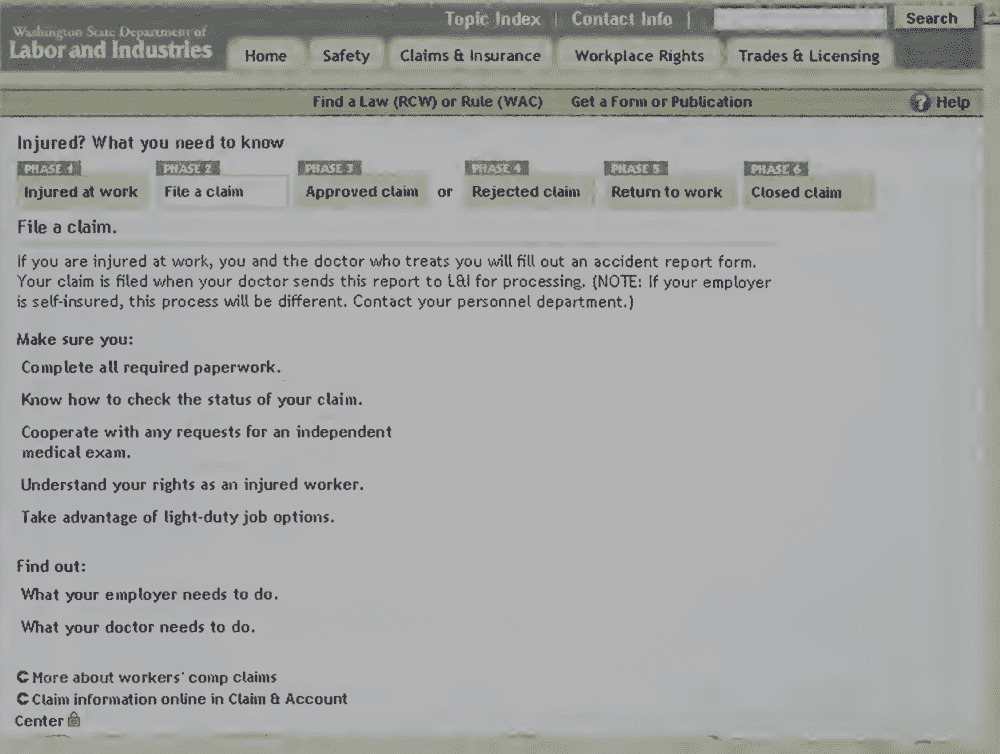 Topic Index | Contact Info |
Search
Washington State Department of
Labor and Industries
Home Safety Claims & Insurance Workplace Rights Trades & Licensing
Find a Law (RCW) or Rule (WAC) Get a Form or Publication ? Help
Injured? What you need to know
PHASE 1 PHASE 2 PHASE 3 PHASE 4 PHASE 5 PHASE 6
Injured at work File a claim Approved claim or Rejected claim Return to work Closed claim
File a claim.
If you are injured at work, you and the doctor who treats you will fill out an accident report form.
Your claim is filed when your doctor sends this report to L&I for processing. (NOTE: If your employer
is self-insured, this process will be different. Contact your personnel department.)
Make sure you:
Complete all required paperwork.
Know how to check the status of your claim.
Cooperate with any requests for an independent
medical exam.
Understand your rights as an injured worker.
Take advantage of light-duty job options.
Find out:
What your employer needs to do.
What your doctor needs to do.
More about workers' comp claims
Claim information online in Claim & Account
Center